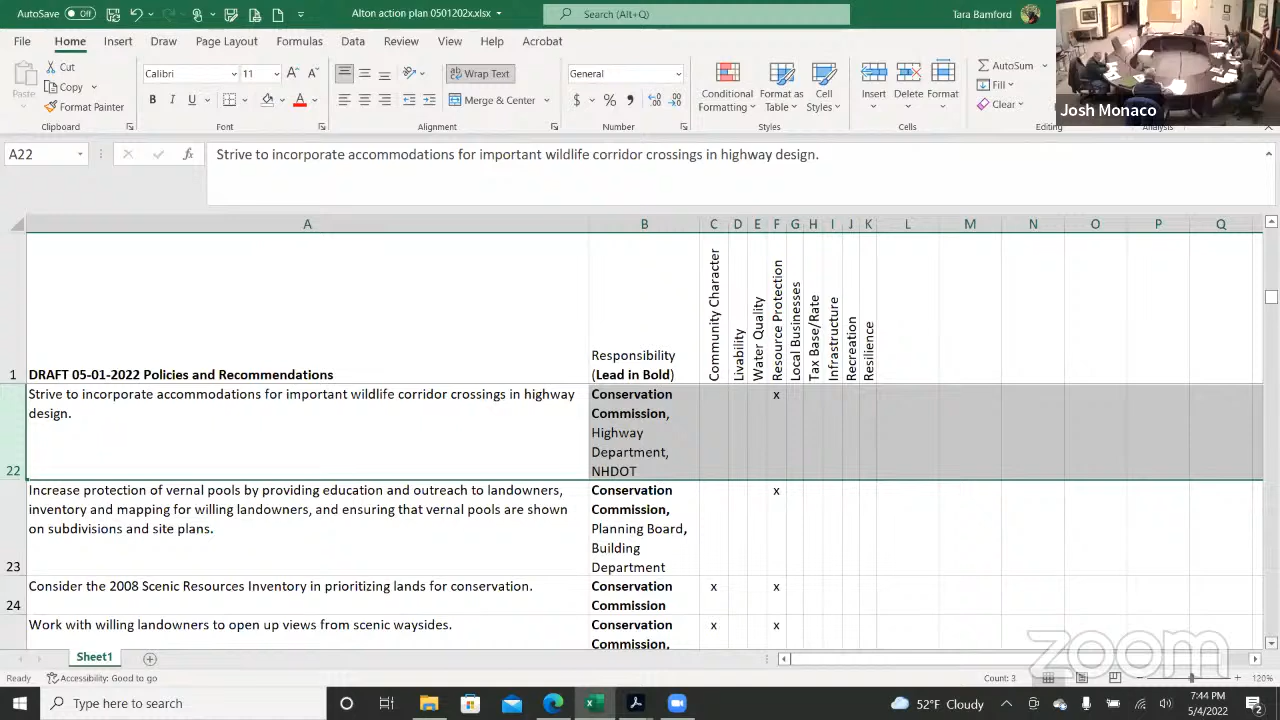 AutoSave Off Alton action plan 0501202x.xlsx Search (Alt+Q) Tara Bamford
File Home Insert Draw Page Layout Formulas Data Review View Help Acrobat
Paste Cut Copy Format Painter Clipboard
Calibri 11 B I U Font
Wrap Text Merge & Center Alignment
General $ % Number
Conditional Formatting Format as Table Cell Styles Styles
Insert Delete Format Cells
AutoSum Fill Clear Editing Analysis
Josh Monaco
A22 fx Strive to incorporate accommodations for important wildlife corridor crossings in highway design.
A B C D E F G H I J K L M N O P Q
1 DRAFT 05-01-2022 Policies and Recommendations
Responsibility
(Lead in Bold)
Community Character
Livability
Water Quality
Resource Protection
Local Businesses
Tax Base/Rate
Infrastructure
Recreation
Resilience
Strive to incorporate accommodations for important wildlife corridor crossings in highway
design.
Conservation
Commission,
Highway
Department,
NHDOT
x
22
Increase protection of vernal pools by providing education and outreach to landowners,
inventory and mapping for willing landowners, and ensuring that vernal pools are shown
on subdivisions and site plans.
Conservation
Commission,
Planning Board,
Building
Department
x
23
Consider the 2008 Scenic Resources Inventory in prioritizing lands for conservation.
Conservation
Commission
x x
24
Work with willing landowners to open up views from scenic waysides.
Conservation
Commission,
x x
zoom
Sheet1
Ready Accessibility: Good to go Count: 3 120%
Type here to search 52°F Cloudy 7:44 PM
5/4/2022 2